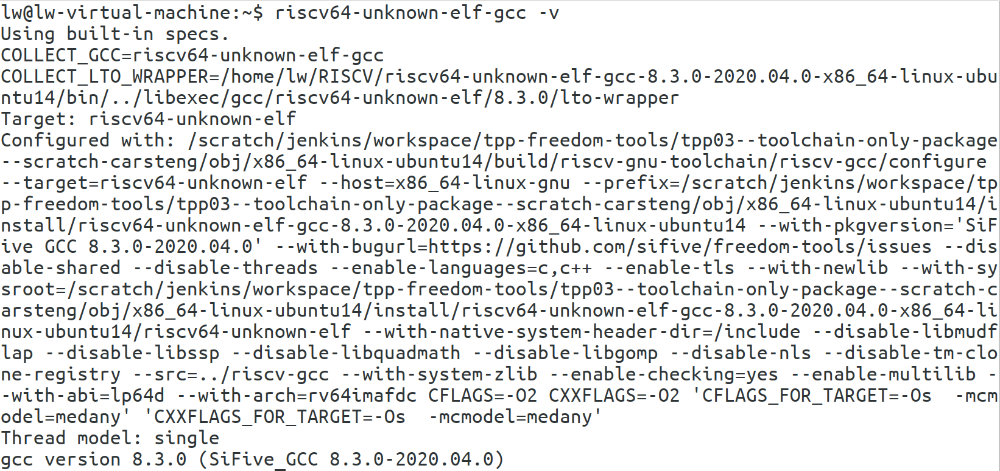 lw@lw-virtual-machine:~$ riscv64-unknown-elf-gcc -v
Using built-in specs.
COLLECT_GCC=riscv64-unknown-elf-gcc
COLLECT_LTO_WRAPPER=/home/lw/RISCV/riscv64-unknown-elf-gcc-8.3.0-2020.04.0-x86_64-linux-ubu
ntu14/bin/../libexec/gcc/riscv64-unknown-elf/8.3.0/lto-wrapper
Target: riscv64-unknown-elf
Configured with: /scratch/jenkins/workspace/tpp-freedom-tools/tpp03--toolchain-only-package
--scratch-carsteng/obj/x86_64-linux-ubuntu14/build/riscv-gnu-toolchain/riscv-gcc/configure
--target=riscv64-unknown-elf --host=x86_64-linux-gnu --prefix=/scratch/jenkins/workspace/tp
p-freedom-tools/tpp03--toolchain-only-package--scratch-carsteng/obj/x86_64-linux-ubuntu14/i
nstall/riscv64-unknown-elf-gcc-8.3.0-2020.04.0-x86_64-linux-ubuntu14 --with-pkgversion='SiF
ive GCC 8.3.0-2020.04.0' --with-bugurl=https://github.com/sifive/freedom-tools/issues --dis
able-shared --disable-threads --enable-languages=c,c++ --enable-tls --with-newlib --with-sy
sroot=/scratch/jenkins/workspace/tpp-freedom-tools/tpp03--toolchain-only-package--scratch-c
arsteng/obj/x86_64-linux-ubuntu14/install/riscv64-unknown-elf-gcc-8.3.0-2020.04.0-x86_64-li
nux-ubuntu14/riscv64-unknown-elf --with-native-system-header-dir=/include --disable-libmudf
lap --disable-libssp --disable-libquadmath --disable-libgomp --disable-nls --disable-tm-clo
ne-registry --src=../riscv-gcc --with-system-zlib --enable-checking=yes --enable-multilib -
-with-abi=lp64d --with-arch=rv64imafdc CFLAGS=-O2 CXXFLAGS=-O2 'CFLAGS_FOR_TARGET=-Os  -mcm
odel=medany' 'CXXFLAGS_FOR_TARGET=-Os  -mcmodel=medany'
Thread model: single
gcc version 8.3.0 (SiFive_GCC 8.3.0-2020.04.0)